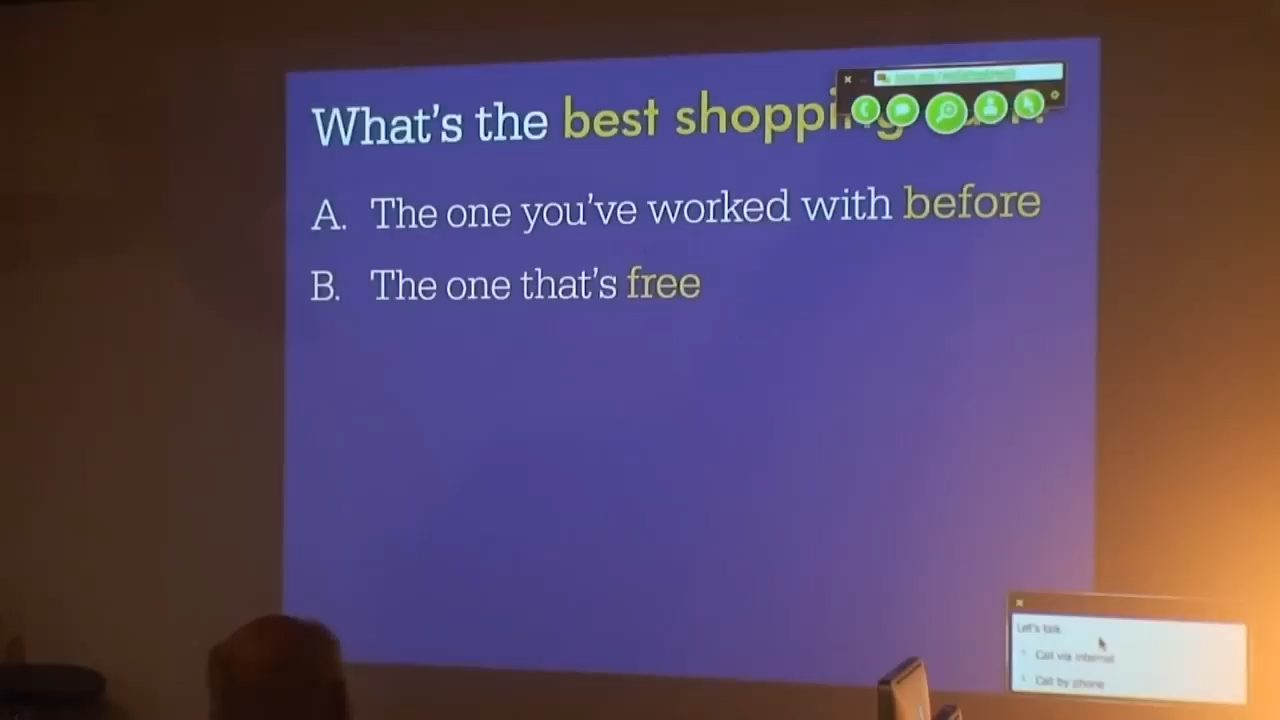 What's the best shopping
A. The one you've worked with before
B. The one that's free
Let's talk
Call via internet
Call by phone